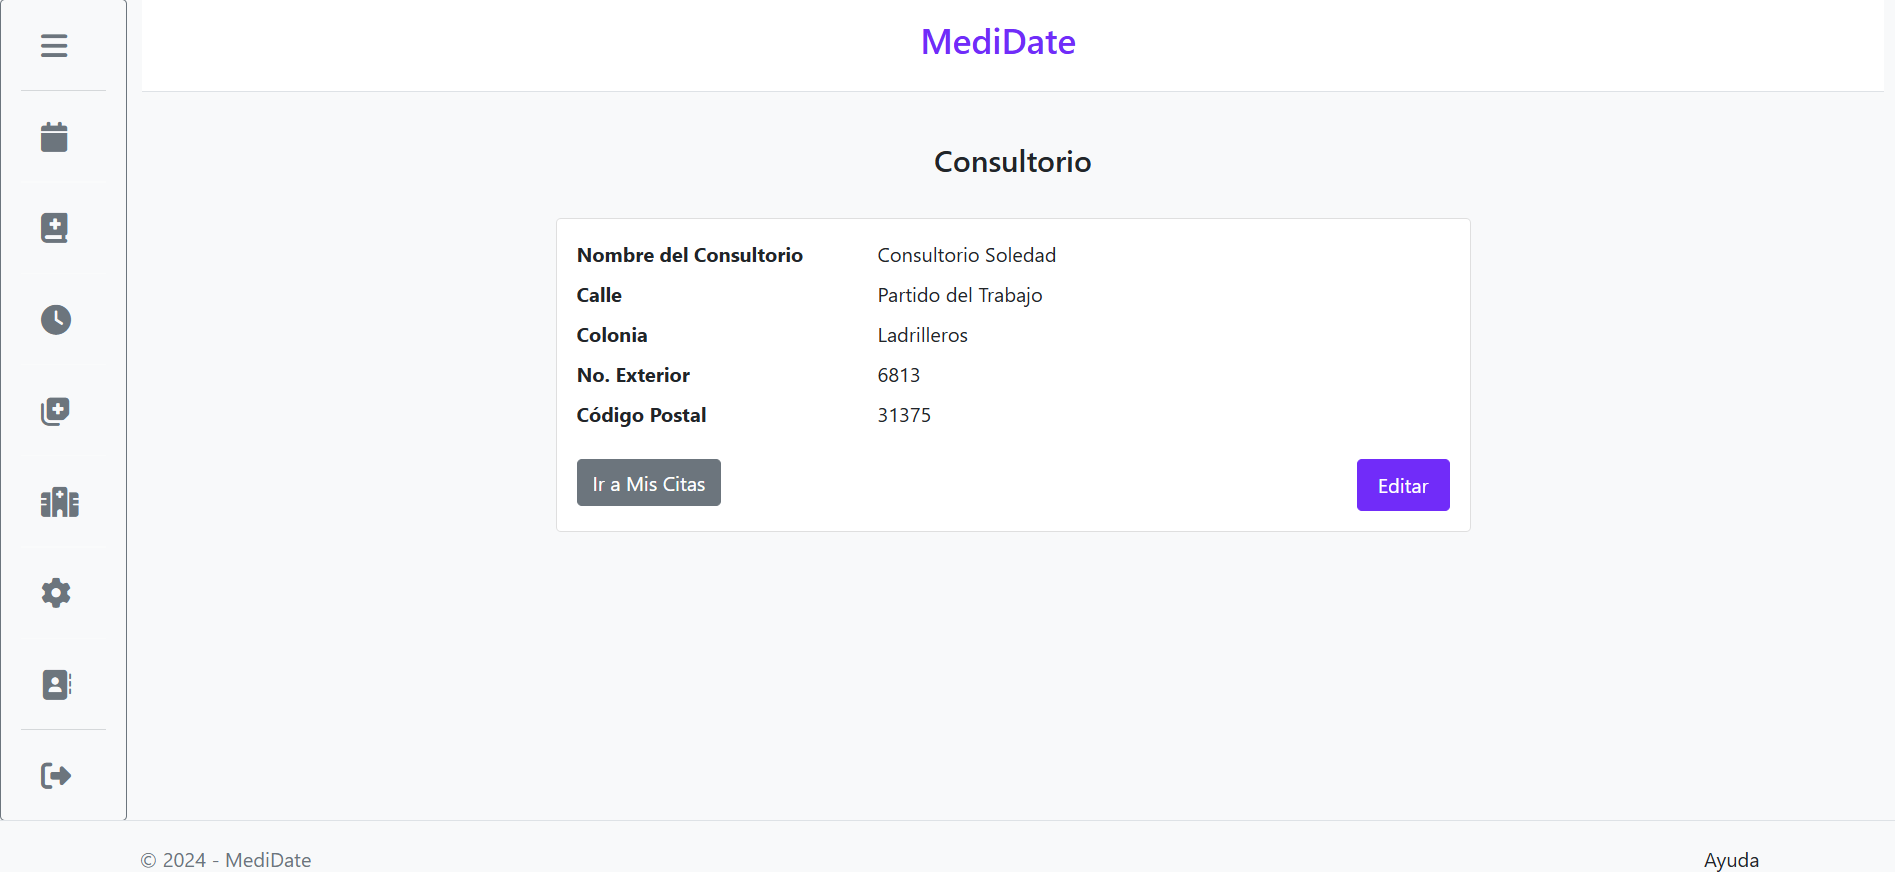 MediDate
Consultorio
Nombre del Consultorio Consultorio Soledad
Calle Partido del Trabajo
Colonia Ladrilleros
No. Exterior 6813
Código Postal 31375
Ir a Mis Citas Editar
© 2024 - MediDate Ayuda